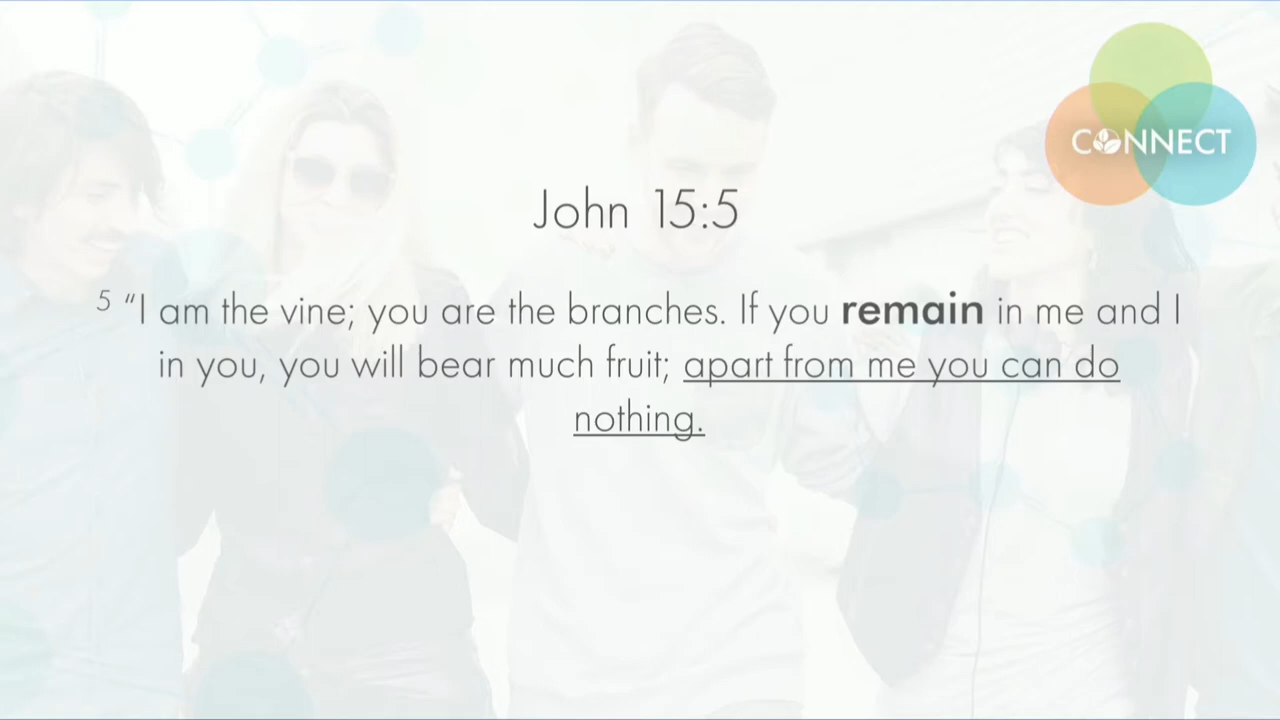 CONNECT
John 15:5
5 “I am the vine; you are the branches. If you remain in me and I
in you, you will bear much fruit; apart from me you can do
nothing.